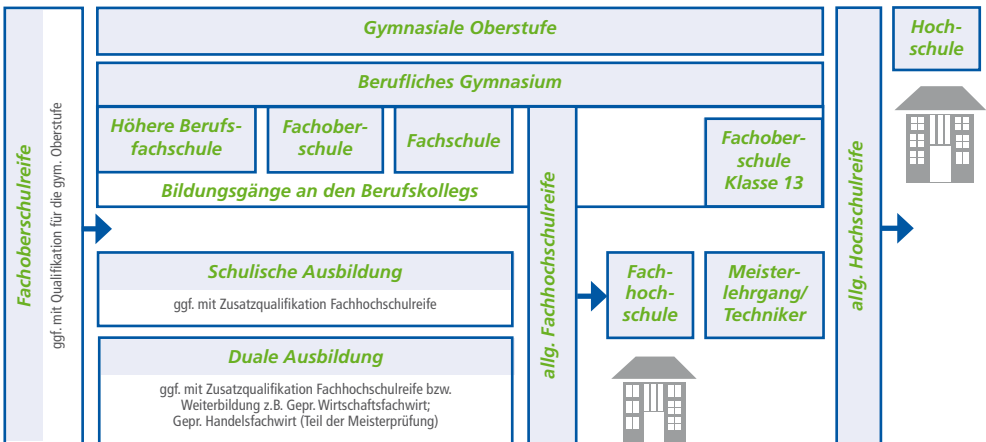 Fachoberschulreife
ggf. mit Qualifikation für die gym. Oberstufe
Gymnasiale Oberstufe
Berufliches Gymnasium
Höhere Berufs-
fachschule
Fachober-
schule
Fachschule
Bildungsgänge an den Berufskollegs
Schulische Ausbildung
ggf. mit Zusatzqualifikation Fachhochschulreife
Duale Ausbildung
ggf. mit Zusatzqualifikation Fachhochschulreife bzw.
Weiterbildung z.B. Gepr. Wirtschaftsfachwirt;
Gepr. Handelsfachwirt (Teil der Meisterprüfung)
allg. Fachhochschulreife
Fachober-
schule
Klasse 13
Fach-
hoch-
schule
Meister-
lehrgang/
Techniker
allg. Hochschulreife
Hoch-
schule